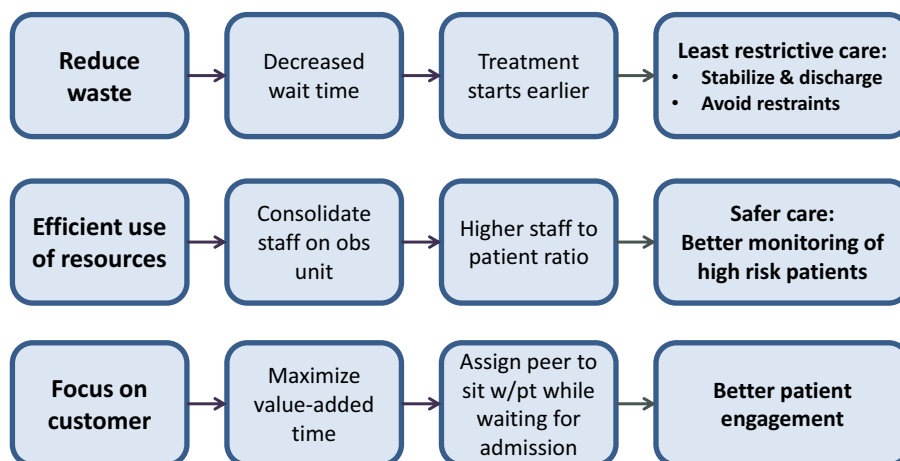 Reduce
waste
Decreased
wait time
Treatment
starts earlier
Least restrictive care:
• Stabilize & discharge
• Avoid restraints
Efficient use
of resources
Consolidate
staff on obs
unit
Higher staff to
patient ratio
Safer care:
Better monitoring of
high risk patients
Focus on
customer
Maximize
value-added
time
Assign peer to
sit w/pt while
waiting for
admission
Better patient
engagement